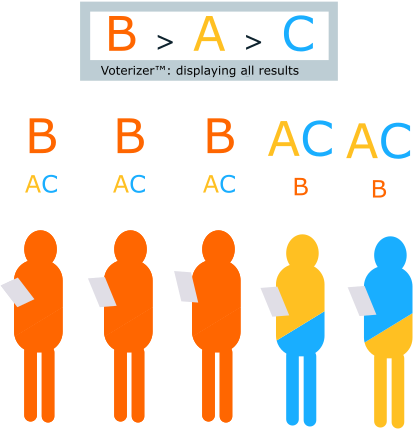 B > A > C
Voterizer™: displaying all results
B B B AC AC
AC AC AC B B